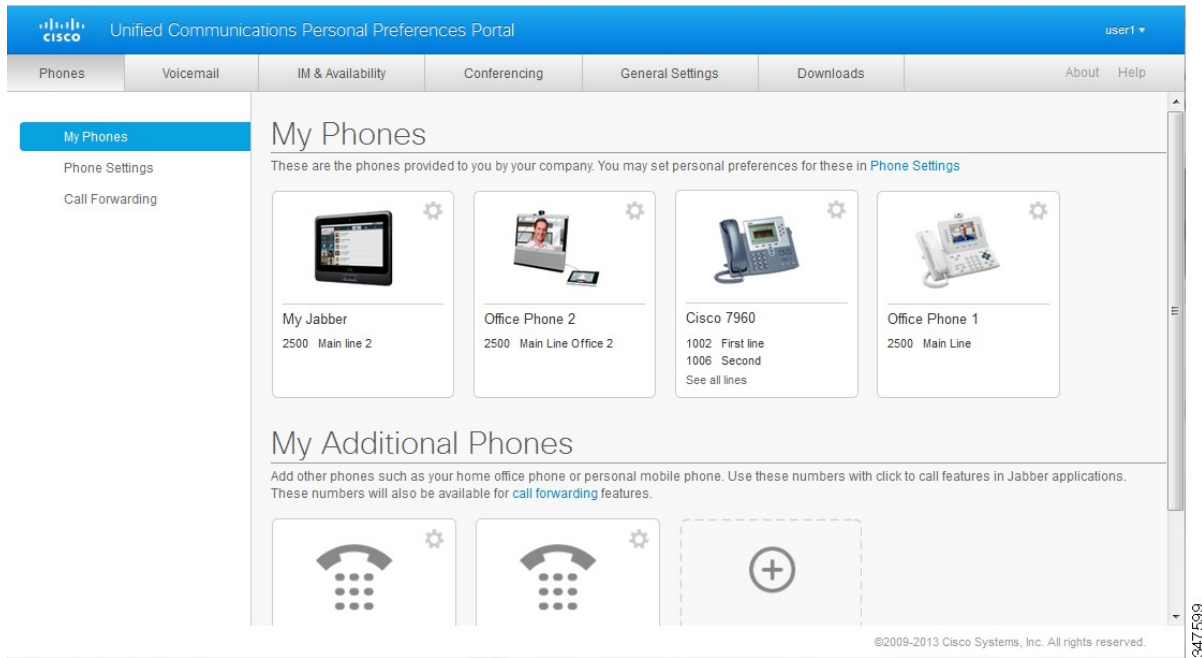 CISCO
Unified Communications Personal Preferences Portal
user1
Phones
Voicemail
IM & Availability
Conferencing
General Settings
Downloads
About
Help
My Phones
Phone Settings
Call Forwarding
My Phones
These are the phones provided to you by your company. You may set personal preferences for these in Phone Settings
My Jabber
2500 Main line 2
Office Phone 2
2500 Main Line Office 2
Cisco 7960
1002 First line
1006 Second
See all lines
Office Phone 1
2500 Main Line
My Additional Phones
Add other phones such as your home office phone or personal mobile phone. Use these numbers with click to call features in Jabber applications.
These numbers will also be available for call forwarding features.
©2009-2013 Cisco Systems, Inc. All rights reserved.
347599